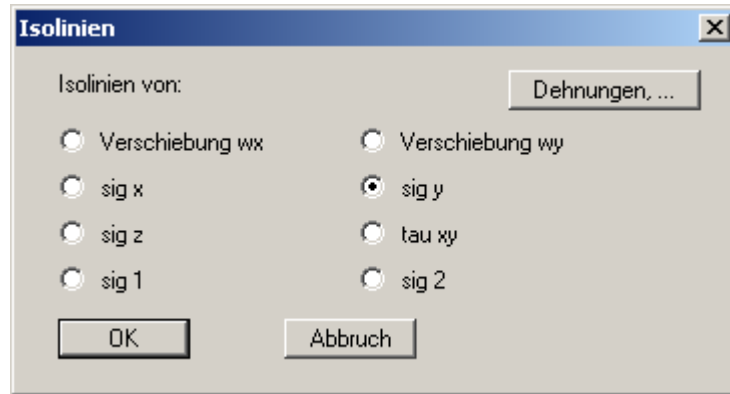 Isolinien
Isolinien von:
Dehnungen, ...
Verschiebung wx
Verschiebung wy
sig x
sig y
sig z
tau xy
sig 1
sig 2
OK
Abbruch